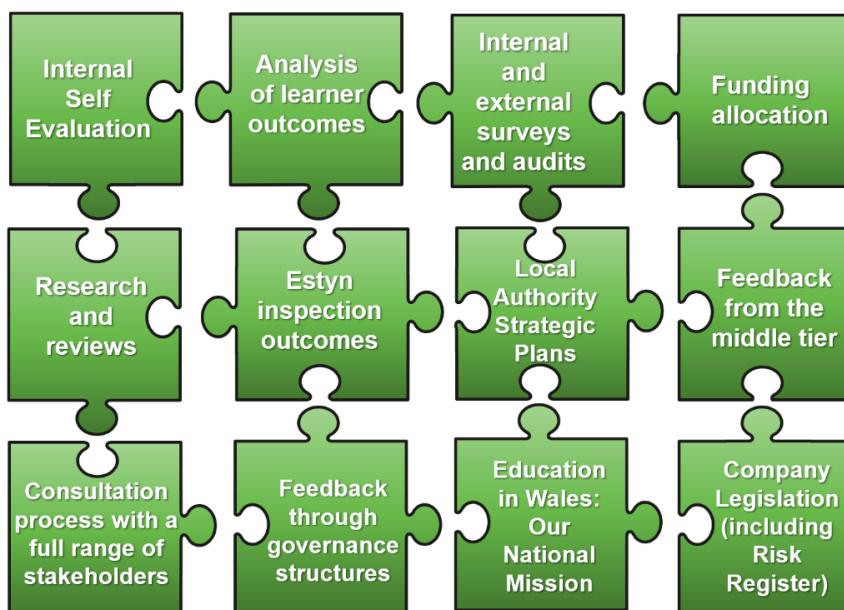 Internal
Self
Evaluation
Analysis
of learner
outcomes
Internal
and
external
surveys
and audits
Funding
allocation
Research
and
reviews
Estyn
inspection
outcomes
Local
Authority
Strategic
Plans
Feedback
from the
middle tier
Consultation
process with a
full range of
stakeholders
Feedback
through
governance
structures
Education
in Wales:
Our
National
Mission
Company
Legislation
(including
Risk
Register)